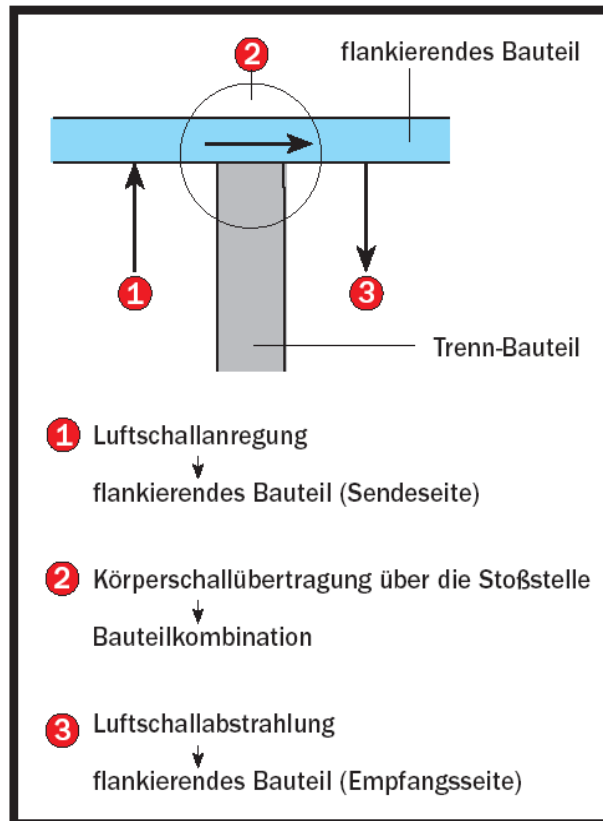 2
flankierendes Bauteil
1
3
Trenn-Bauteil
1 Luftschallanregung
flankierendes Bauteil (Sendeseite)
2 Körperschallübertragung über die Stoßstelle
Bauteilkombination
3 Luftschallabstrahlung
flankierendes Bauteil (Empfangsseite)